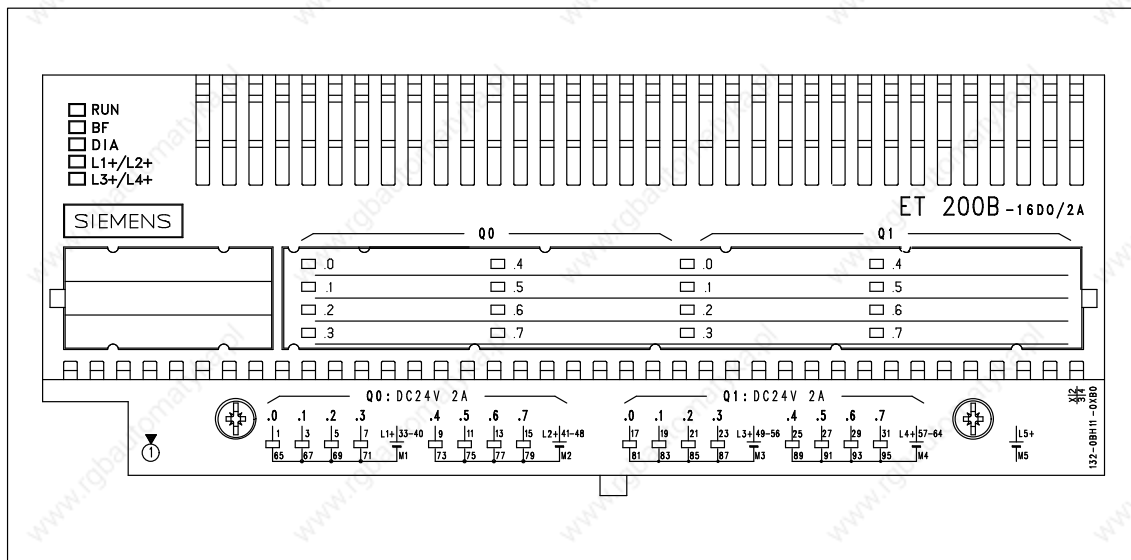 RUN
BF
DIA
L1+/L2+
L3+/L4+
SIEMENS
ET 200B -16DO/2A
Q0 Q1
.0 .4 .0 .4
.1 .5 .1 .5
.2 .6 .2 .6
.3 .7 .3 .7
Q0:DC24V 2A Q1:DC24V 2A
.0 .1 .2 .3 .4 .5 .6 .7 .0 .1 .2 .3 .4 .5 .6 .7
1 3 5 7 L1+ 33-40 9 11 13 15 L2+ 41-48 17 19 21 23 L3+ 49-56 25 27 29 31 L4+ 57-64 L5+
65 67 69 71 M1 73 75 77 79 M2 81 83 85 87 M3 89 91 93 95 M4 M5
1
132-0BH11-0XB0
www.rgbautomatyka.pl